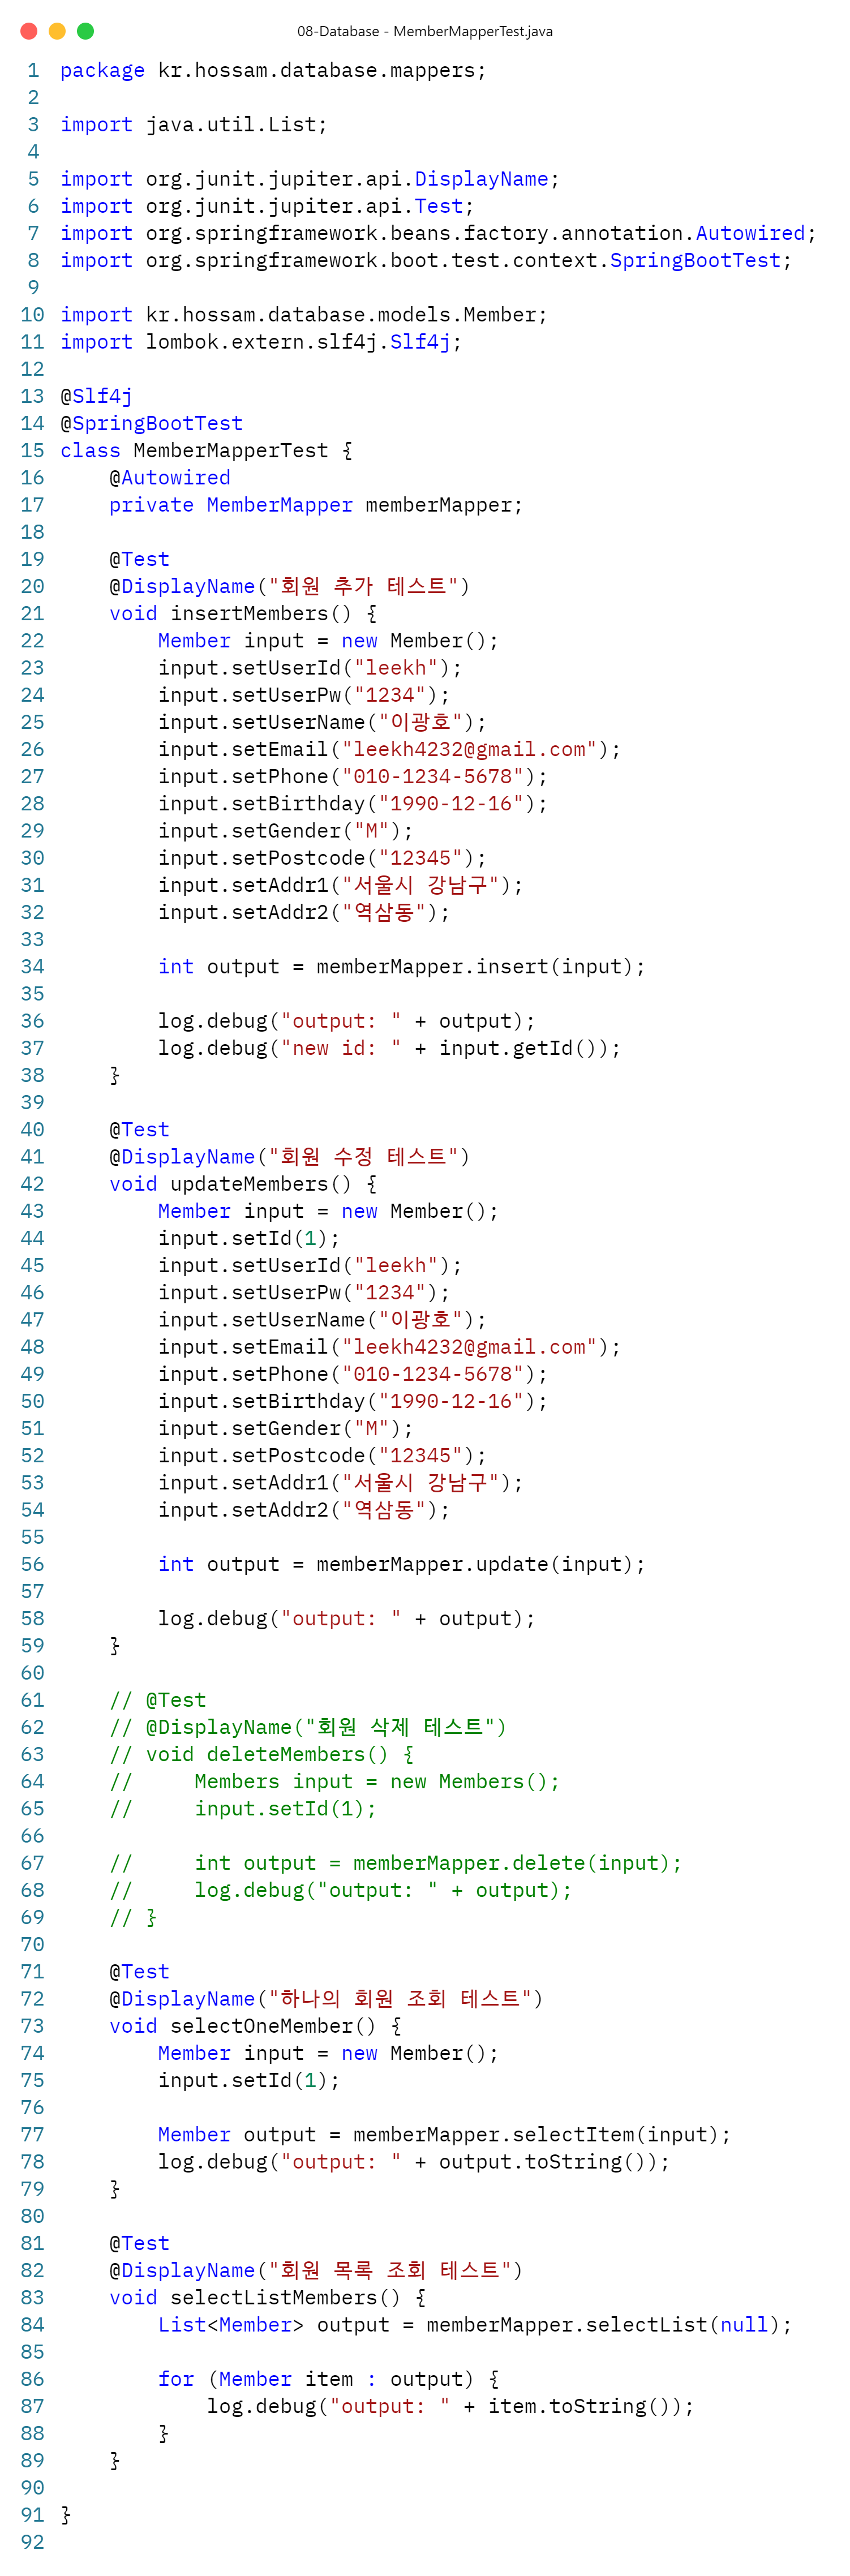 08-Database - MemberMapperTest.java
1 package kr.hossam.database.mappers;
2
3 import java.util.List;
4
5 import org.junit.jupiter.api.DisplayName;
6 import org.junit.jupiter.api.Test;
7 import org.springframework.beans.factory.annotation.Autowired;
8 import org.springframework.boot.test.context.SpringBootTest;
9
10 import kr.hossam.database.models.Member;
11 import lombok.extern.slf4j.Slf4j;
12
13 @Slf4j
14 @SpringBootTest
15 class MemberMapperTest {
16     @Autowired
17     private MemberMapper memberMapper;
18
19     @Test
20     @DisplayName("회원 추가 테스트")
21     void insertMembers() {
22         Member input = new Member();
23         input.setUserId("leekh");
24         input.setUserPw("1234");
25         input.setUserName("이광호");
26         input.setEmail("leekh4232@gmail.com");
27         input.setPhone("010-1234-5678");
28         input.setBirthday("1990-12-16");
29         input.setGender("M");
30         input.setPostcode("12345");
31         input.setAddr1("서울시 강남구");
32         input.setAddr2("역삼동");
33
34         int output = memberMapper.insert(input);
35
36         log.debug("output: " + output);
37         log.debug("new id: " + input.getId());
38     }
39
40     @Test
41     @DisplayName("회원 수정 테스트")
42     void updateMembers() {
43         Member input = new Member();
44         input.setId(1);
45         input.setUserId("leekh");
46         input.setUserPw("1234");
47         input.setUserName("이광호");
48         input.setEmail("leekh4232@gmail.com");
49         input.setPhone("010-1234-5678");
50         input.setBirthday("1990-12-16");
51         input.setGender("M");
52         input.setPostcode("12345");
53         input.setAddr1("서울시 강남구");
54         input.setAddr2("역삼동");
55
56         int output = memberMapper.update(input);
57
58         log.debug("output: " + output);
59     }
60
61     // @Test
62     // @DisplayName("회원 삭제 테스트")
63     // void deleteMembers() {
64     //     Members input = new Members();
65     //     input.setId(1);
66
67     //     int output = memberMapper.delete(input);
68     //     log.debug("output: " + output);
69     // }
70
71     @Test
72     @DisplayName("하나의 회원 조회 테스트")
73     void selectOneMember() {
74         Member input = new Member();
75         input.setId(1);
76
77         Member output = memberMapper.selectItem(input);
78         log.debug("output: " + output.toString());
79     }
80
81     @Test
82     @DisplayName("회원 목록 조회 테스트")
83     void selectListMembers() {
84         List<Member> output = memberMapper.selectList(null);
85
86         for (Member item : output) {
87             log.debug("output: " + item.toString());
88         }
89     }
90
91 }
92